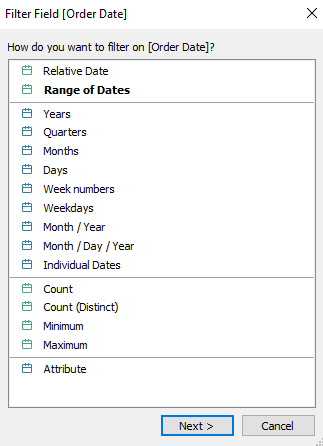 Filter Field [Order Date]
How do you want to filter on [Order Date]?
Relative Date
Range of Dates
Years
Quarters
Months
Days
Week numbers
Weekdays
Month / Year
Month / Day / Year
Individual Dates
Count
Count (Distinct)
Minimum
Maximum
Attribute
Next > Cancel